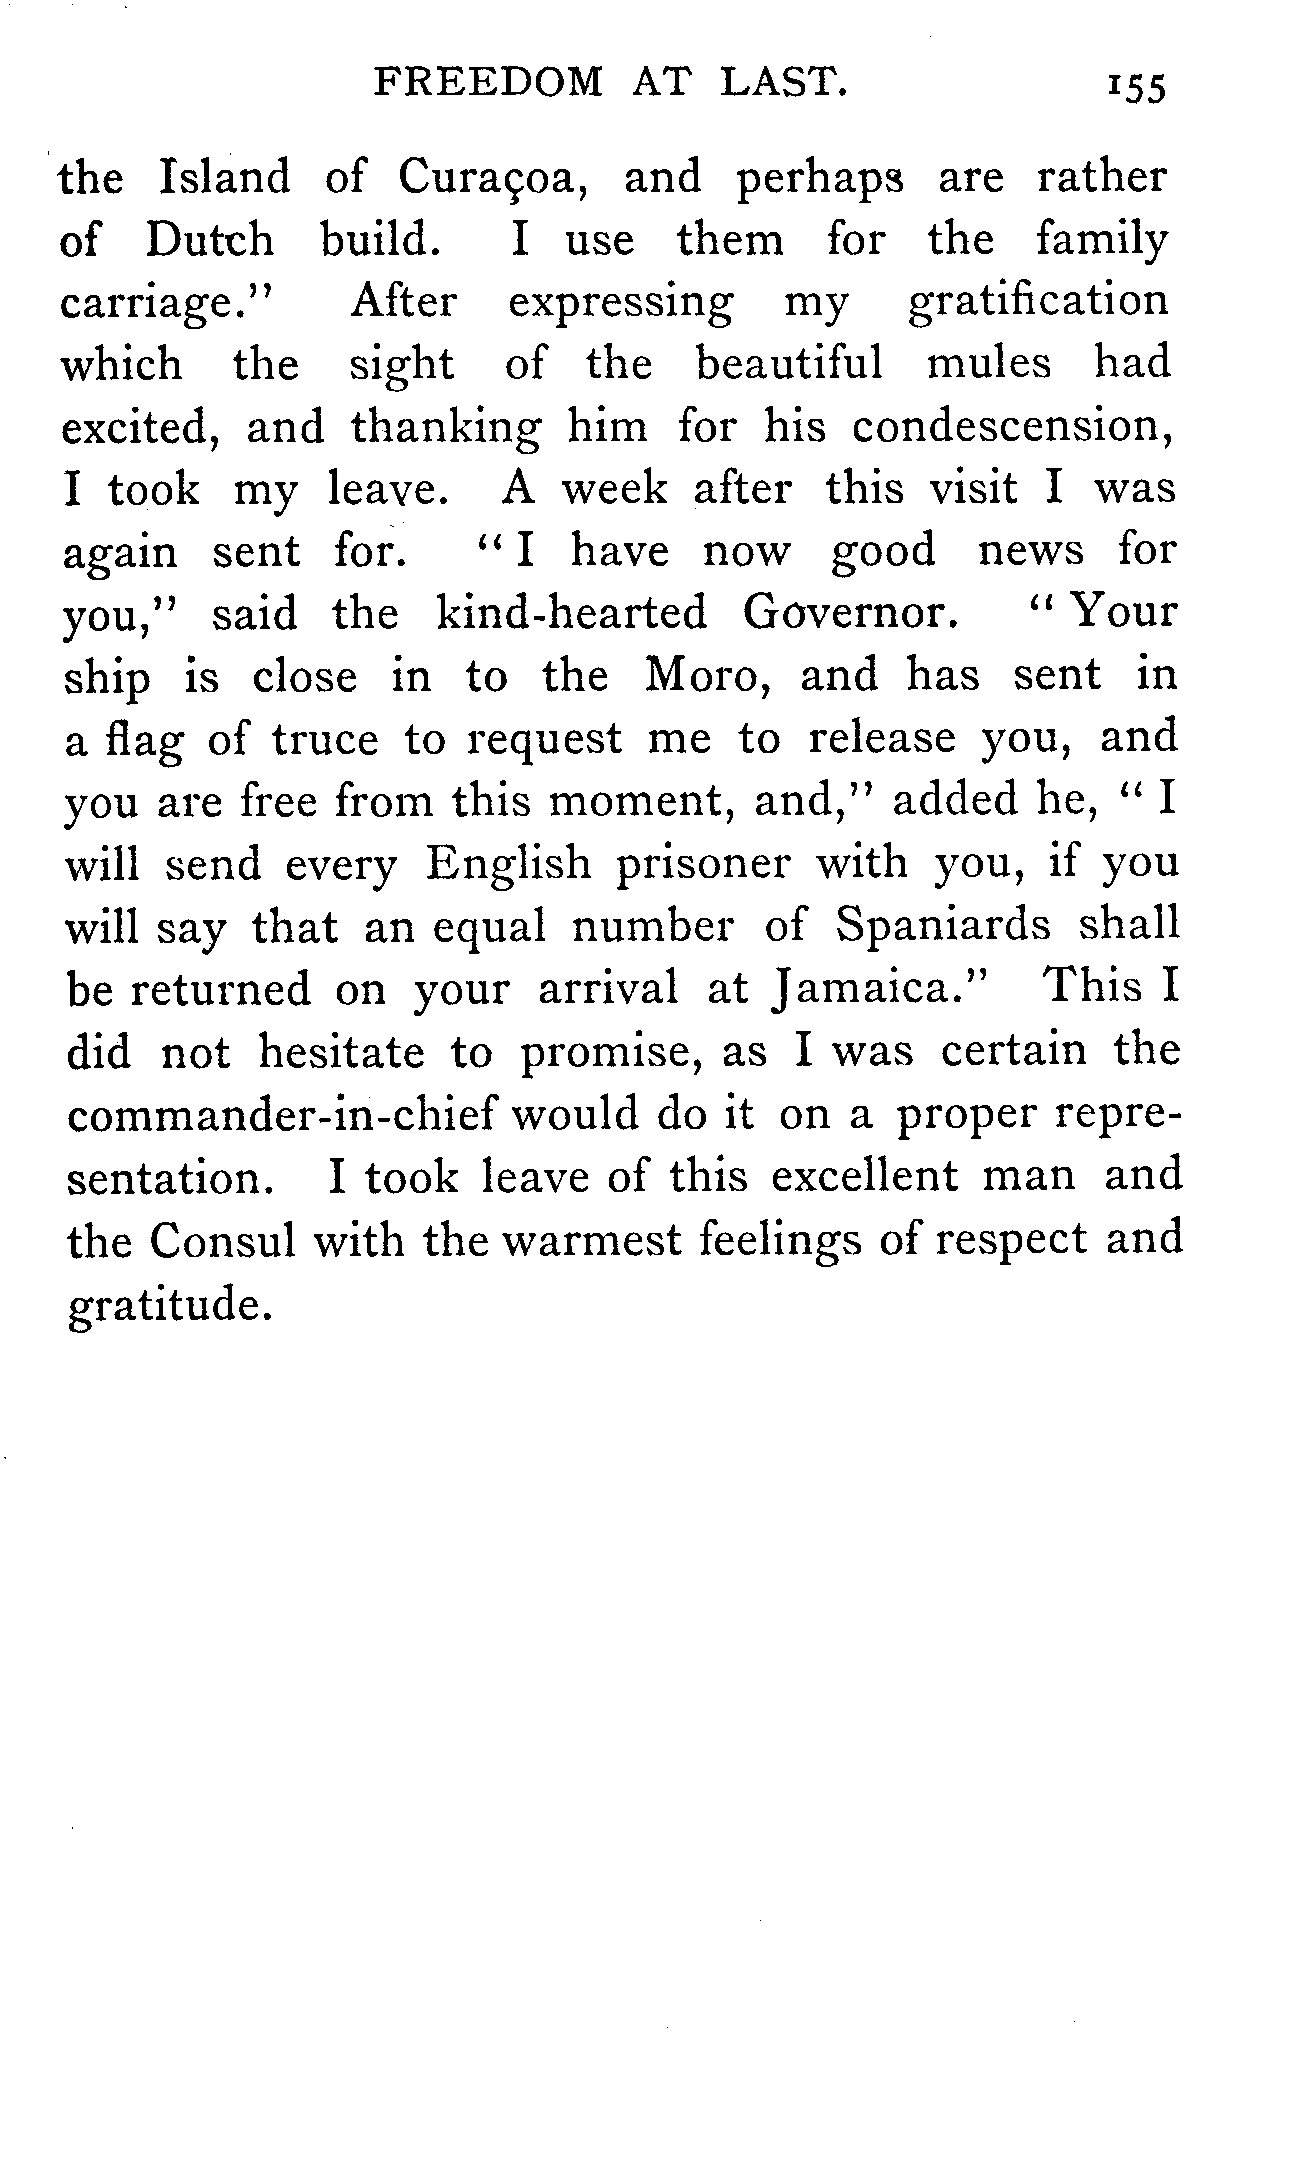 FREEDOM AT LAST. 155
the Island of Curaçoa, and perhaps are rather
of Dutch build. I use them for the family
carriage." After expressing my gratification
which the sight of the beautiful mules had
excited, and thanking him for his condescension,
I took my leave. A week after this visit I was
again sent for. "I have now good news for
you," said the kind-hearted Governor. "Your
ship is close in to the Moro, and has sent in
a flag of truce to request me to release you, and
you are free from this moment, and," added he, "I
will send every English prisoner with you, if you
will say that an equal number of Spaniards shall
be returned on your arrival at Jamaica." This I
did not hesitate to promise, as I was certain the
commander-in-chief would do it on a proper repre-
sentation. I took leave of this excellent man and
the Consul with the warmest feelings of respect and
gratitude.